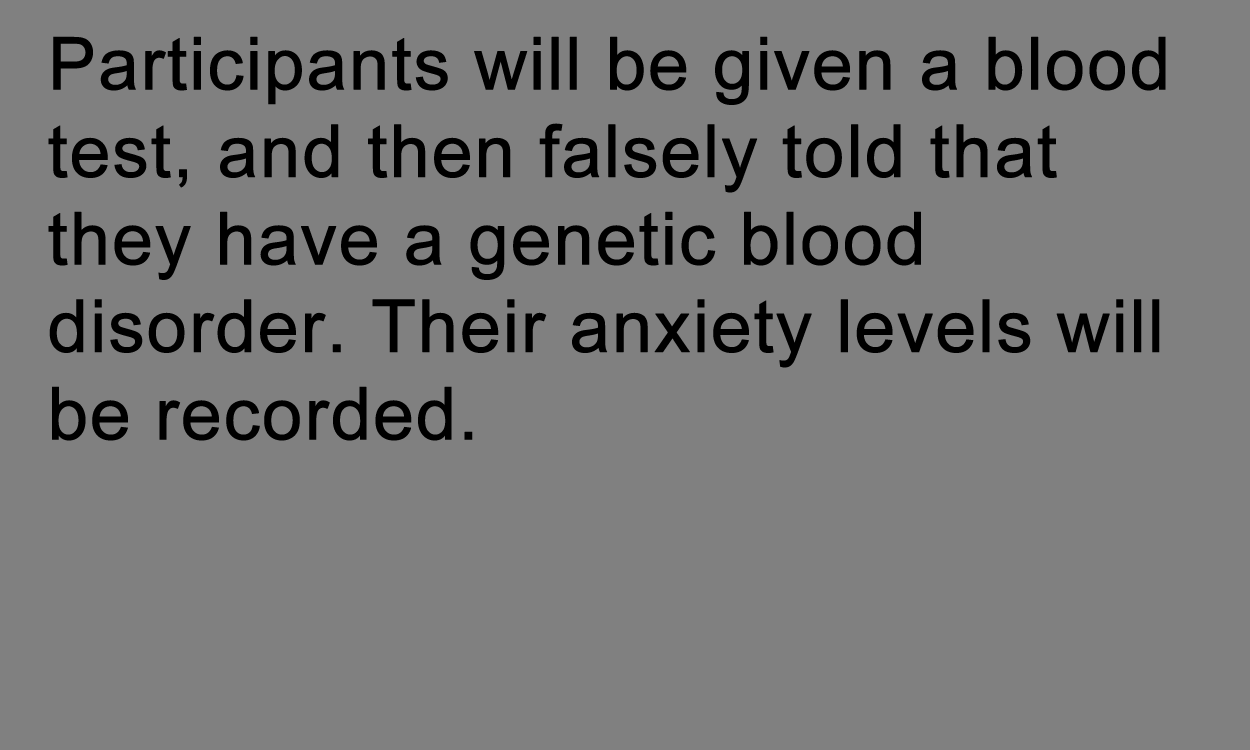 Participants will be given a blood
test, and then falsely told that
they have a genetic blood
disorder. Their anxiety levels will
be recorded.